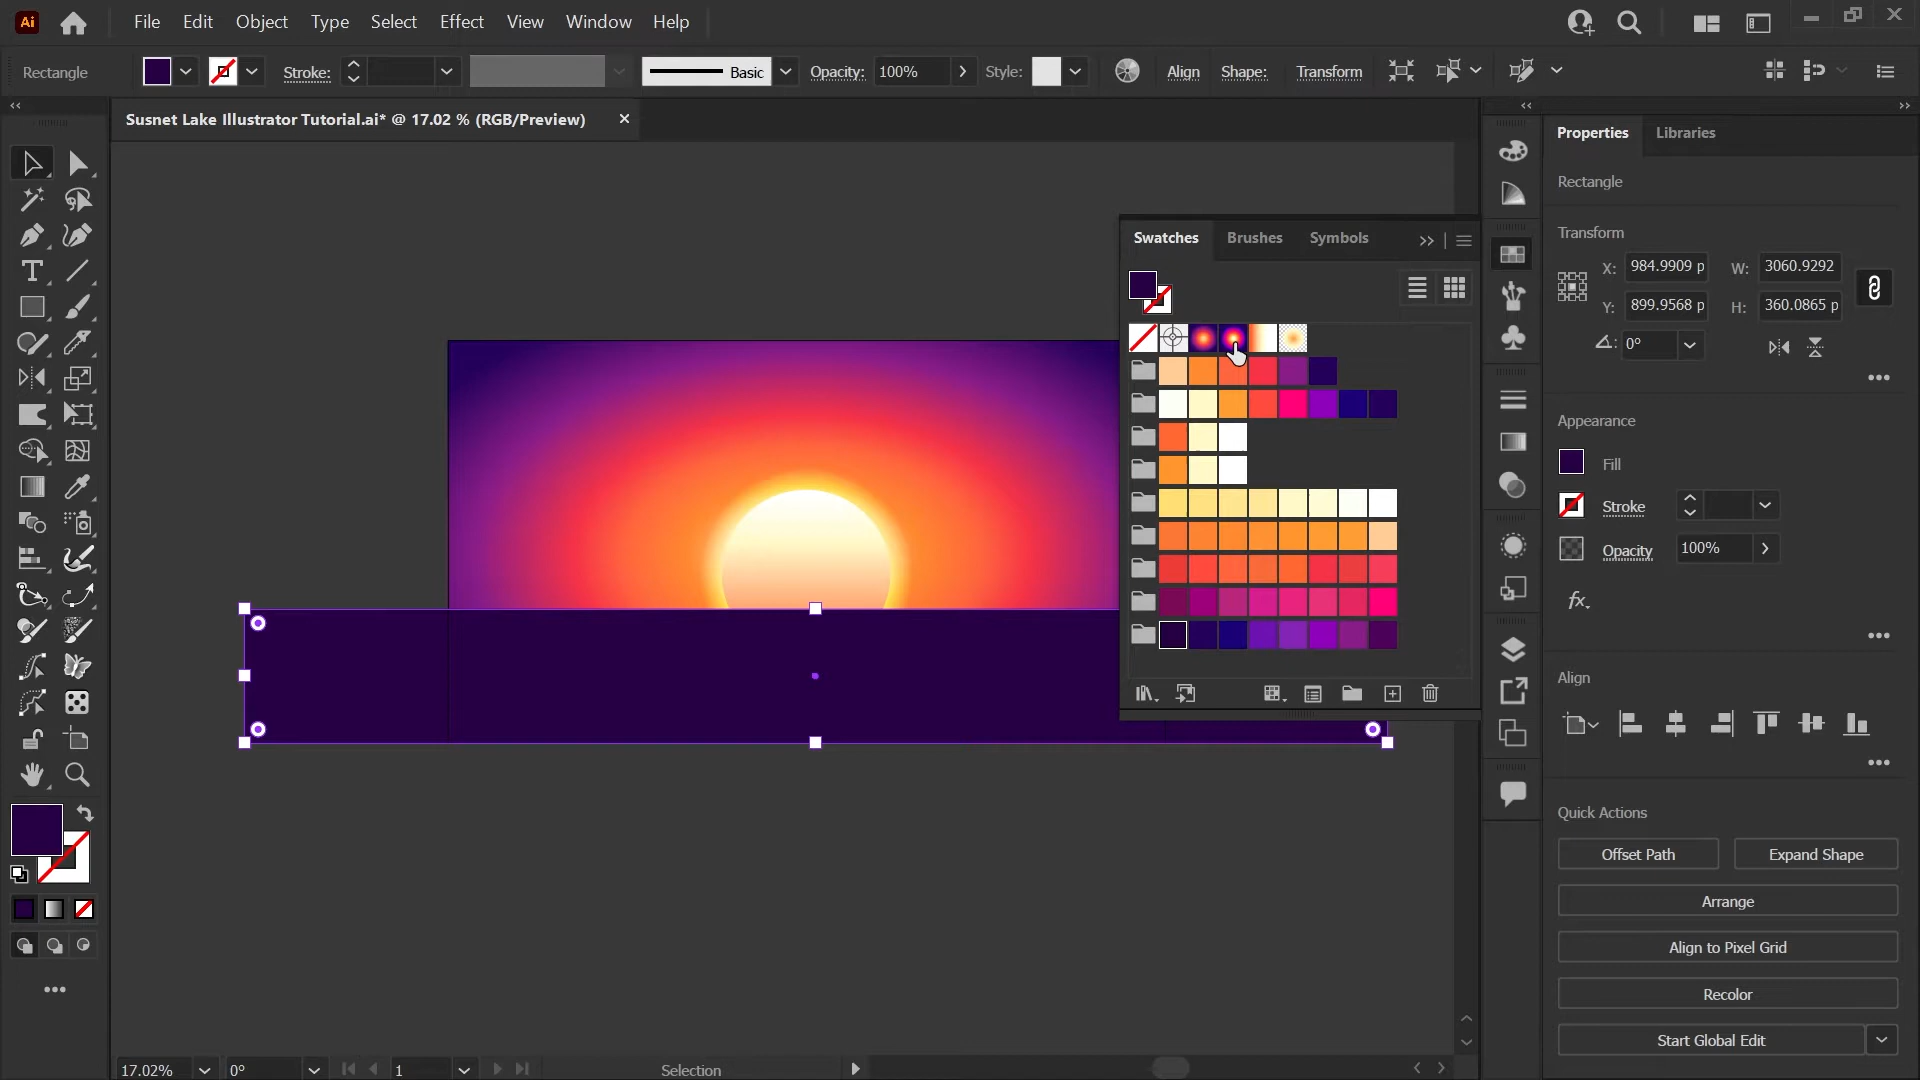 Ai File Edit Object Type Select Effect View Window Help
Rectangle Stroke: Basic Opacity: 100% Style: Align Shape: Transform
Susnet Lake Illustrator Tutorial.ai* @ 17.02 % (RGB/Preview)
Properties Libraries
Rectangle
Transform
X: 984.9909 p W: 3060.9292
Y: 899.9568 p H: 360.0865 p
0°
Appearance
Fill
Stroke
Opacity 100%
fx.
Align
Quick Actions
Offset Path Expand Shape
Arrange
Align to Pixel Grid
Recolor
Start Global Edit
Swatches Brushes Symbols
17.02% 0° 1 Selection